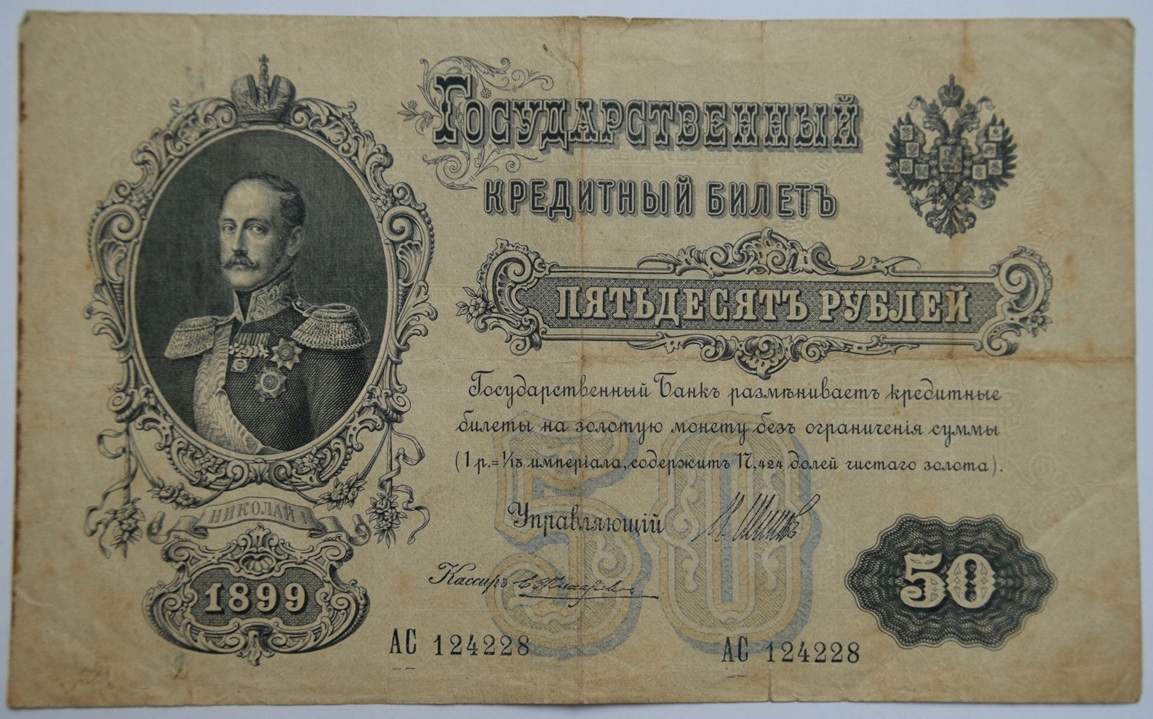 ГОСУДАРСТВЕННЫЙ
КРЕДИТНЫЙ БИЛЕТЪ
ПЯТЬДЕСЯТЪ РУБЛЕЙ
Государственный Банкъ размѣниваетъ кредитные
билеты на золотую монету безъ ограниченія суммы
(1 р.=1/15 имперіала, содержитъ 17,424 долей чистаго золота).
50
Управляющій
Кассиръ
НИКОЛАЙ I
1899
50
АС 124228
АС 124228